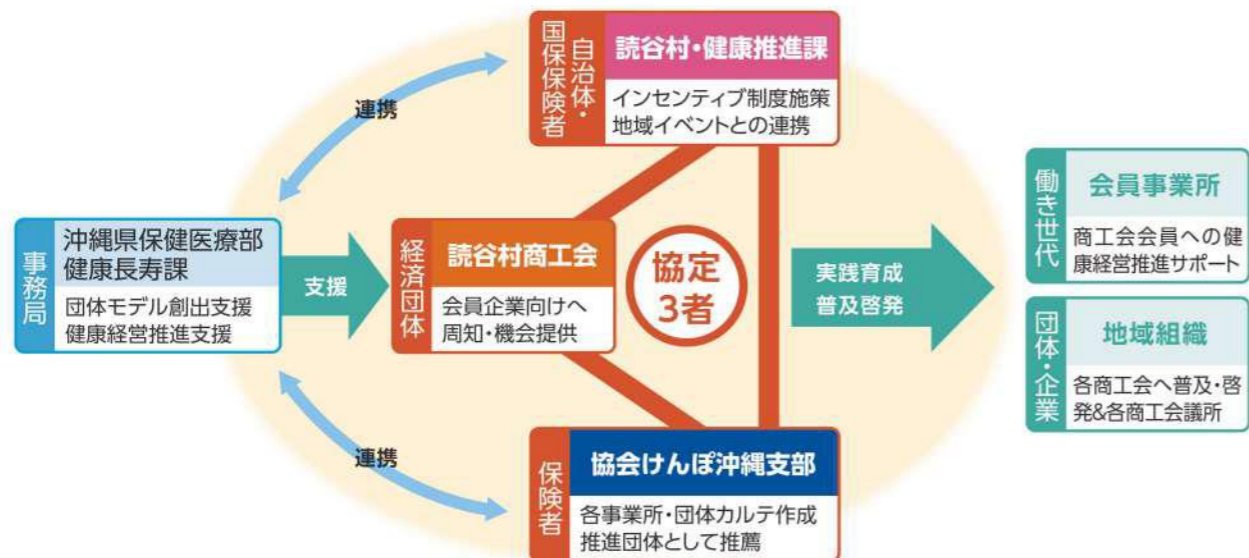 自治体・
国保保険者
読谷村・健康推進課
インセンティブ制度施策
地域イベントとの連携
連携
事務局
沖縄県保健医療部
健康長寿課
団体モデル創出支援
健康経営推進支援
支援
経済団体
読谷村商工会
会員企業向けへ
周知・機会提供
協定
3者
実践育成
普及啓発
働き世代
会員事業所
商工会会員への健
康経営推進サポート
団体・企業
地域組織
各商工会へ普及・啓
発&各商工会議所
連携
保険者
協会けんぽ沖縄支部
各事業所・団体カルテ作成
推進団体として推薦